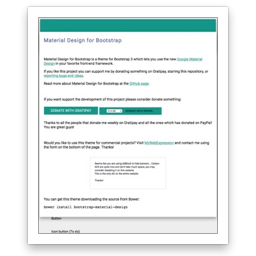 Material Design for Bootstrap
Material Design for Bootstrap is a theme for Bootstrap 3 which lets you use the new Google Material
Design in your favorite front-end framework.
If you like this project you can support me by donating something on Gratipay, starring this repository, or
reporting bugs and ideas.
Read more about Material Design for Bootstrap at the Github page.
If you want support the development of this project please consider donate something:
DONATE WITH GRATIPAY
Thanks to all the people that donate me weekly on Gratipay and all the ones which has donated on PayPal!
You are great guys!
Would you like to use this theme for commercial projects? Visit
and contact me using
the form on the bottom of the page. Thanks!
Thanks!
You can get this theme downloading the source from Bower:
bower install bootstrap-material-design
Button